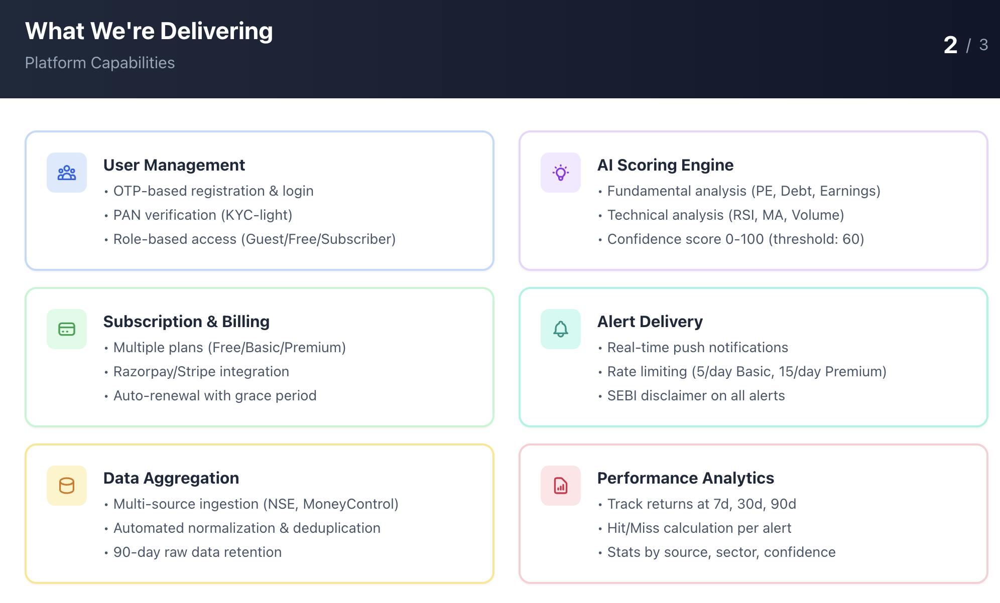 What We're Delivering
Platform Capabilities
2 / 3
User Management
• OTP-based registration & login
• PAN verification (KYC-light)
• Role-based access (Guest/Free/Subscriber)
AI Scoring Engine
• Fundamental analysis (PE, Debt, Earnings)
• Technical analysis (RSI, MA, Volume)
• Confidence score 0-100 (threshold: 60)
Subscription & Billing
• Multiple plans (Free/Basic/Premium)
• Razorpay/Stripe integration
• Auto-renewal with grace period
Alert Delivery
• Real-time push notifications
• Rate limiting (5/day Basic, 15/day Premium)
• SEBI disclaimer on all alerts
Data Aggregation
• Multi-source ingestion (NSE, MoneyControl)
• Automated normalization & deduplication
• 90-day raw data retention
Performance Analytics
• Track returns at 7d, 30d, 90d
• Hit/Miss calculation per alert
• Stats by source, sector, confidence